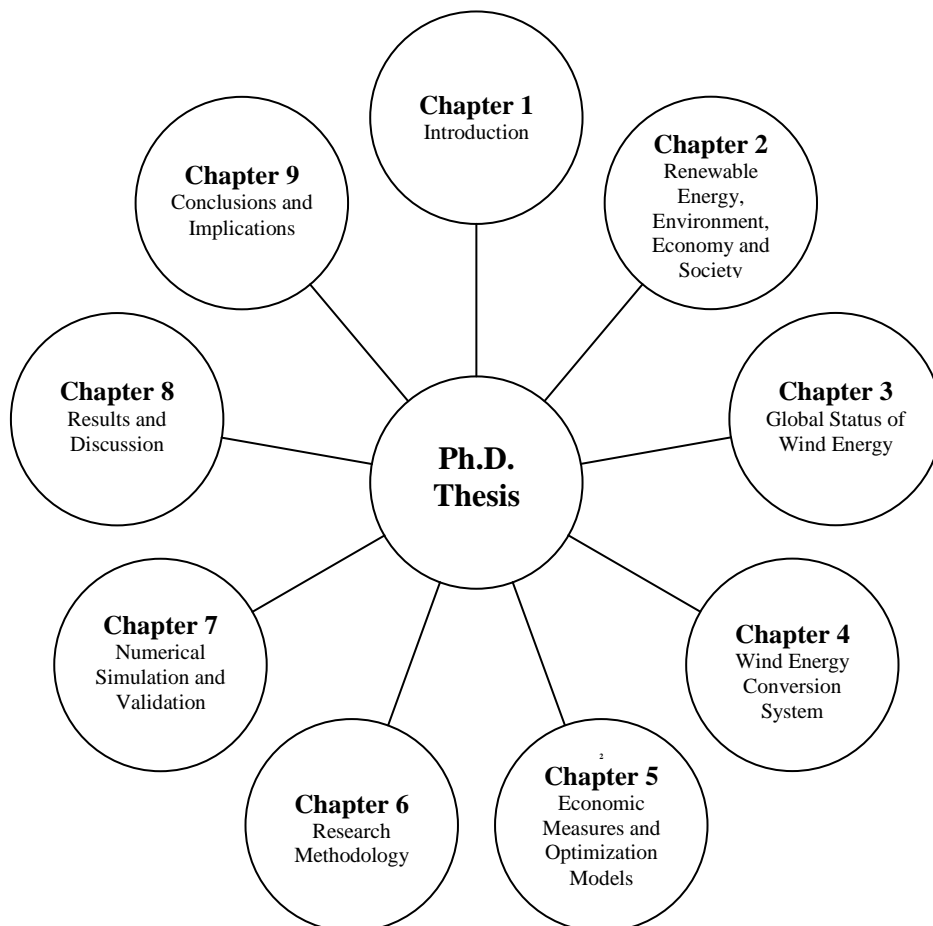 Chapter 1
Introduction
Chapter 2
Renewable
Energy,
Environment,
Economy and
Society
Chapter 3
Global Status of
Wind Energy
Chapter 4
Wind Energy
Conversion
System
2
Chapter 5
Economic
Measures and
Optimization
Models
Chapter 6
Research
Methodology
Chapter 7
Numerical
Simulation and
Validation
Chapter 8
Results and
Discussion
Chapter 9
Conclusions and
Implications
Ph.D.
Thesis